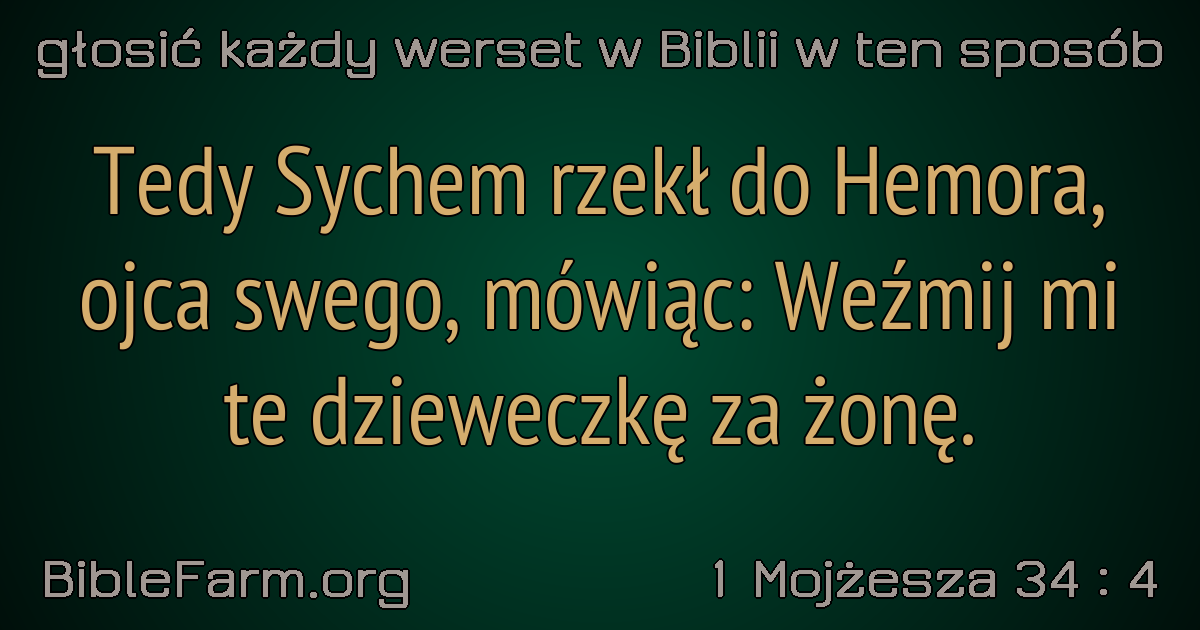 głosić każdy werset w Biblii w ten sposób
Tedy Sychem rzekł do Hemora,
ojca swego, mówiąc: Weźmij mi
te dzieweczkę za żonę.
BibleFarm.org
1 Mojżesza 34 : 4